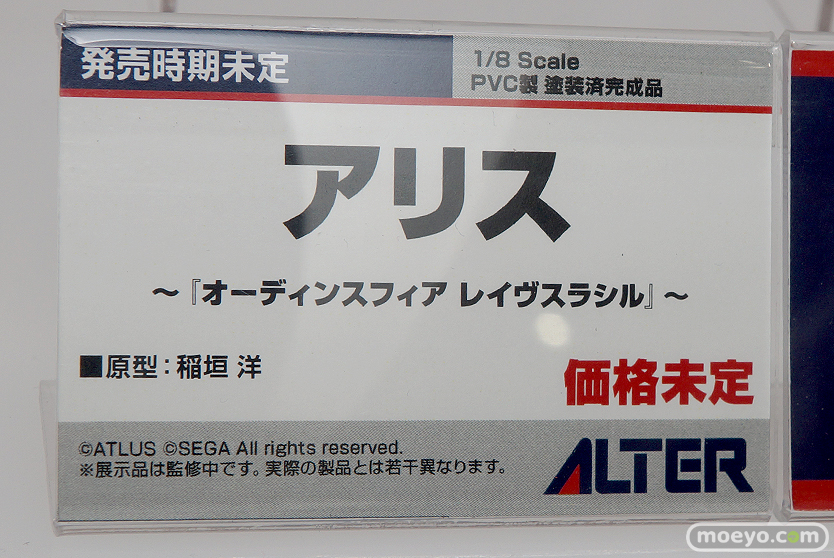 発売時期未定
1/8 Scale
PVC製 塗装済完成品
アリス
～『オーディンスフィア レイヴスラシル』～
■原型：稲垣 洋
価格未定
©ATLUS ©SEGA All rights reserved.
※展示品は監修中です。実際の製品とは若干異なります。
ALTER
moeyo.com